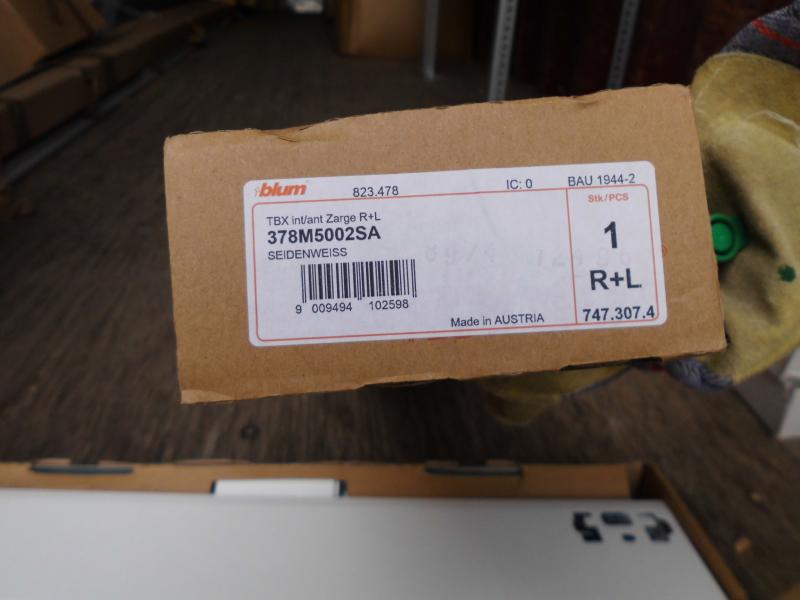 blum 823.478 IC: 0 BAU 1944-2
TBX int/ant Zarge R+L
378M5002SA
SEIDENWEISS
9 009494 102598
Made in AUSTRIA
Stk/PCS
1
R+L
747.307.4